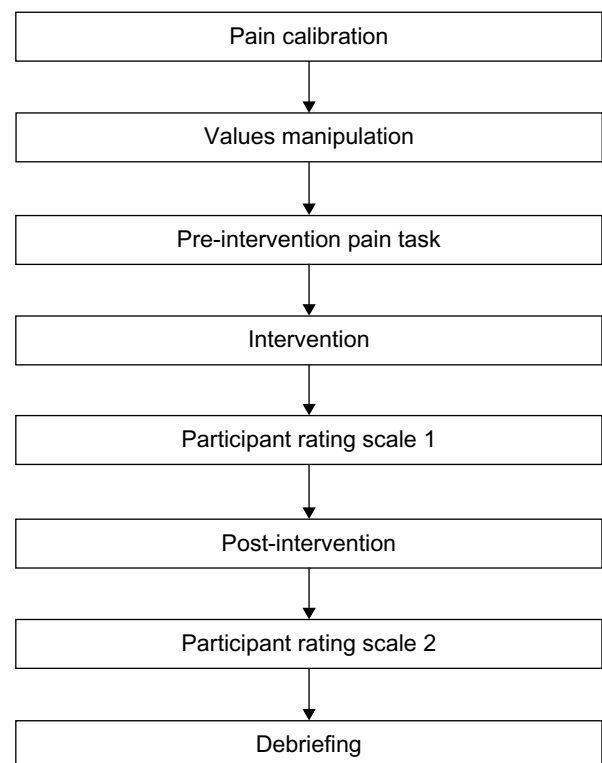 Pain calibration
Values manipulation
Pre-intervention pain task
Intervention
Participant rating scale 1
Post-intervention
Participant rating scale 2
Debriefing